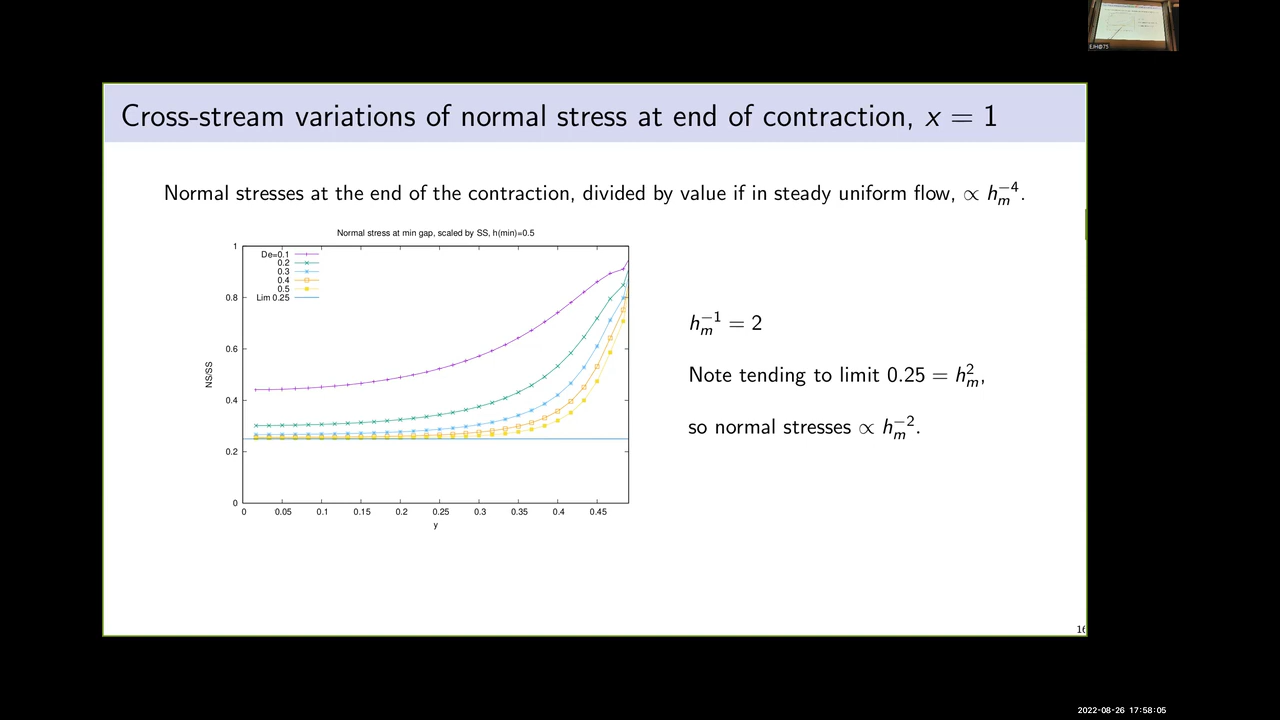 EJH@75
Cross-stream variations of normal stress at end of contraction, x = 1
Normal stresses at the end of the contraction, divided by value if in steady uniform flow, ∝ h_m^{-4}.
Normal stress at min gap, scaled by SS, h(min)=0.5
1
0.8
0.6
0.4
0.2
0
NS/SS
De=0.1
0.2
0.3
0.4
0.5
Lim 0.25
0 0.05 0.1 0.15 0.2 0.25 0.3 0.35 0.4 0.45
y
h_m^{-1} = 2
Note tending to limit 0.25 = h_m^2,
so normal stresses ∝ h_m^{-2}.
16
2022-08-26 17:58:05